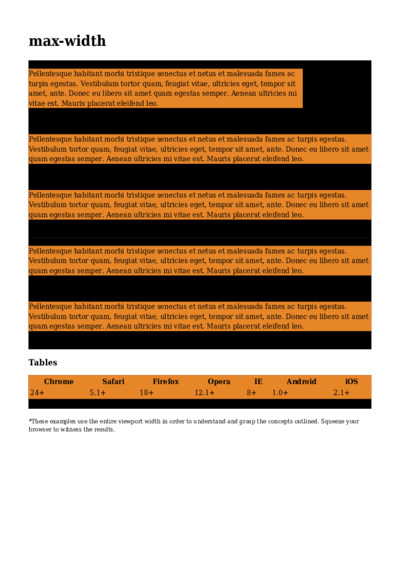 max-width
Pellentesque habitant morbi tristique senectus et netus et malesuada fames ac
turpis egestas. Vestibulum tortor quam, feugiat vitae, ultricies eget, tempor sit
amet, ante. Donec eu libero sit amet quam egestas semper. Aenean ultricies mi
vitae est. Mauris placerat eleifend leo.
Pellentesque habitant morbi tristique senectus et netus et malesuada fames ac turpis egestas.
Vestibulum tortor quam, feugiat vitae, ultricies eget, tempor sit amet, ante. Donec eu libero sit amet
quam egestas semper. Aenean ultricies mi vitae est. Mauris placerat eleifend leo.
Pellentesque habitant morbi tristique senectus et netus et malesuada fames ac turpis egestas.
Vestibulum tortor quam, feugiat vitae, ultricies eget, tempor sit amet, ante. Donec eu libero sit amet
quam egestas semper. Aenean ultricies mi vitae est. Mauris placerat eleifend leo.
Pellentesque habitant morbi tristique senectus et netus et malesuada fames ac turpis egestas.
Vestibulum tortor quam, feugiat vitae, ultricies eget, tempor sit amet, ante. Donec eu libero sit amet
quam egestas semper. Aenean ultricies mi vitae est. Mauris placerat eleifend leo.
Pellentesque habitant morbi tristique senectus et netus et malesuada fames ac turpis egestas.
Vestibulum tortor quam, feugiat vitae, ultricies eget, tempor sit amet, ante. Donec eu libero sit amet
quam egestas semper. Aenean ultricies mi vitae est. Mauris placerat eleifend leo.
Tables
Chrome Safari Firefox Opera IE Android iOS
24+ 5.1+ 18+ 12.1+ 8+ 1.0+ 2.1+
*These examples use the entire viewport width in order to understand and grasp the concepts outlined. Squeeze your
browser to witness the results.